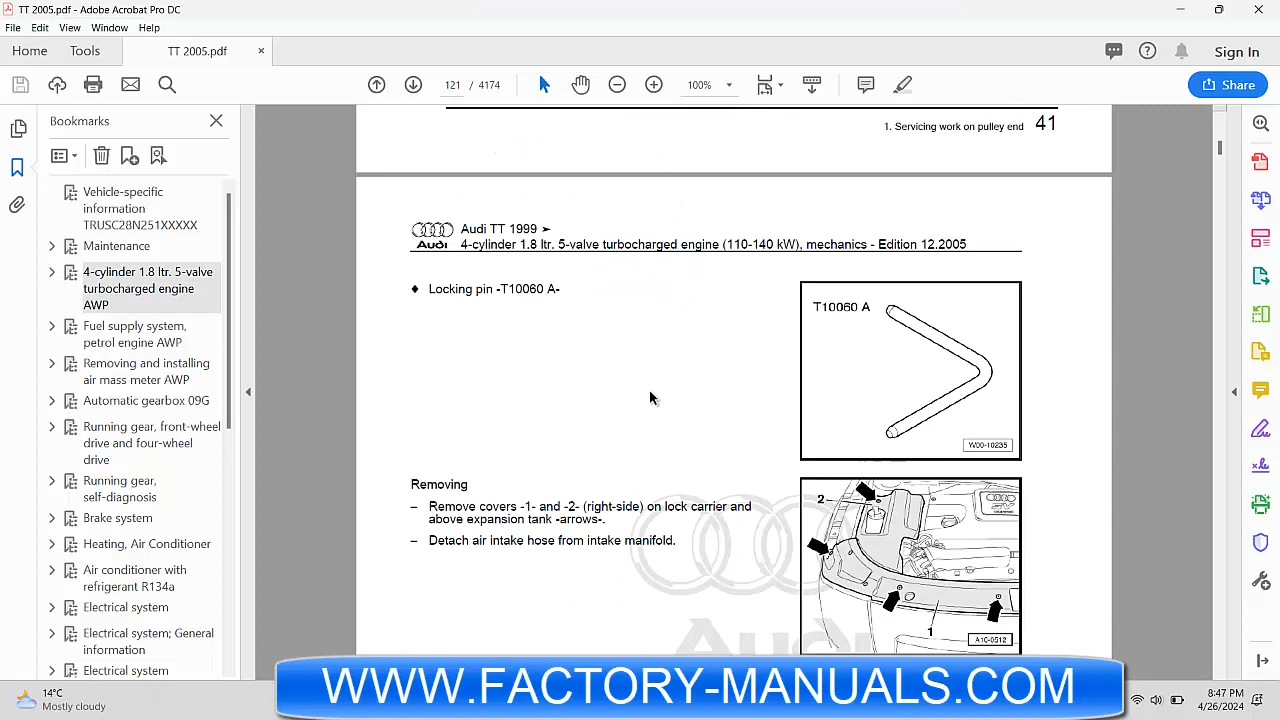 TT 2005.pdf - Adobe Acrobat Pro DC
File Edit View Window Help
Home Tools TT 2005.pdf ×
Sign In
121 / 4174
100%
Share
Bookmarks
Vehicle-specific
information
TRUSC28N251XXXXX
Maintenance
4-cylinder 1.8 ltr. 5-valve
turbocharged engine
AWP
Fuel supply system,
petrol engine AWP
Removing and installing
air mass meter AWP
Automatic gearbox 09G
Running gear, front-wheel
drive and four-wheel
drive
Running gear,
self-diagnosis
Brake system
Heating, Air Conditioner
Air conditioner with
refrigerant R134a
Electrical system
Electrical system; General
information
Electrical system
1. Servicing work on pulley end 41
Audi TT 1999 ➤
Audi 4-cylinder 1.8 ltr. 5-valve turbocharged engine (110-140 kW), mechanics - Edition 12.2005
♦ Locking pin -T10060 A-
T10060 A
W00-10235
Removing
– Remove covers -1- and -2- (right-side) on lock carrier and
above expansion tank -arrows-.
– Detach air intake hose from intake manifold.
2
1
A10-0512
Audi
WWW.FACTORY-MANUALS.COM
14°C
Mostly cloudy
8:47 PM
4/26/2024